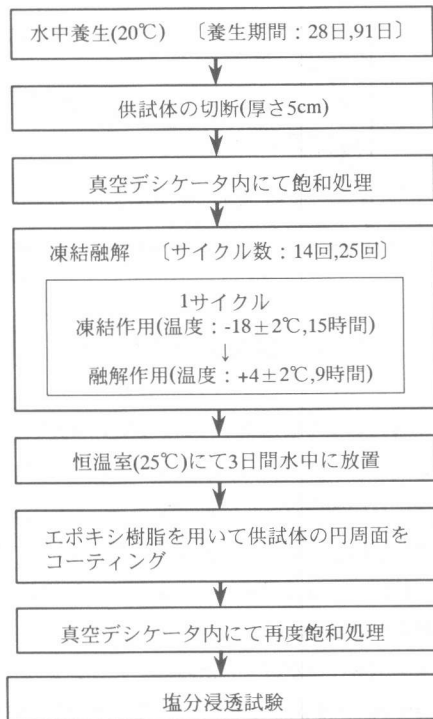 水中養生(20℃) 〔養生期間：28日,91日〕
供試体の切断(厚さ5cm)
真空デシケータ内にて飽和処理
凍結融解 〔サイクル数：14回,25回〕
1サイクル
凍結作用(温度：-18±2℃,15時間)
↓
融解作用(温度：+4±2℃,9時間)
恒温室(25℃)にて3日間水中に放置
エポキシ樹脂を用いて供試体の円周面を
コーティング
真空デシケータ内にて再度飽和処理
塩分浸透試験